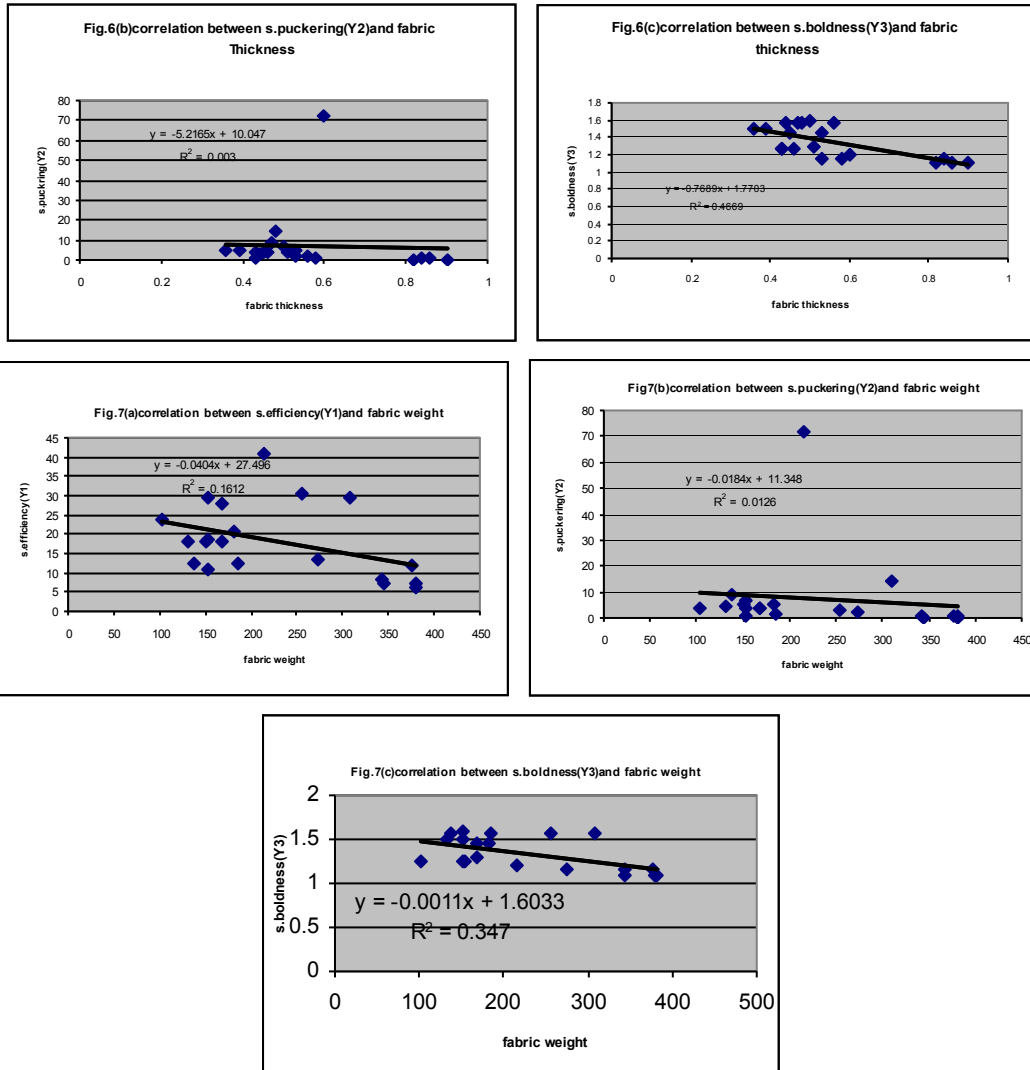 Fig.6(b)correlation between s.puckering(Y2)and fabric
Thickness
80
70
60
50
40
30
20
10
0
s.puckring(Y2)
y = -5.2165x + 10.047
R² = 0.003
0 0.2 0.4 0.6 0.8 1
fabric thickness
Fig.6(c)correlation between s.boldness(Y3)and fabric
thickness
1.8
1.6
1.4
1.2
1
0.8
0.6
0.4
0.2
0
s.boldness(Y3)
y = -0.7689x + 1.7703
R² = 0.4669
0 0.2 0.4 0.6 0.8 1
fabric thickness
Fig.7(a)correlation between s.efficiency(Y1)and fabric weight
45
40
35
30
25
20
15
10
5
0
s.efficiency(Y1)
y = -0.0404x + 27.496
R² = 0.1612
0 50 100 150 200 250 300 350 400 450
fabric weight
Fig7(b)correlation between s.puckering(Y2)and fabric weight
80
70
60
50
40
30
20
10
0
s.puckering(Y2)
y = -0.0184x + 11.348
R² = 0.0126
0 50 100 150 200 250 300 350 400 450
fabric weight
Fig.7(c)correlation between s.boldness(Y3)and fabric weight
2
1.5
1
0.5
0
s.boldness(Y3)
y = -0.0011x + 1.6033
R² = 0.347
0 100 200 300 400 500
fabric weight